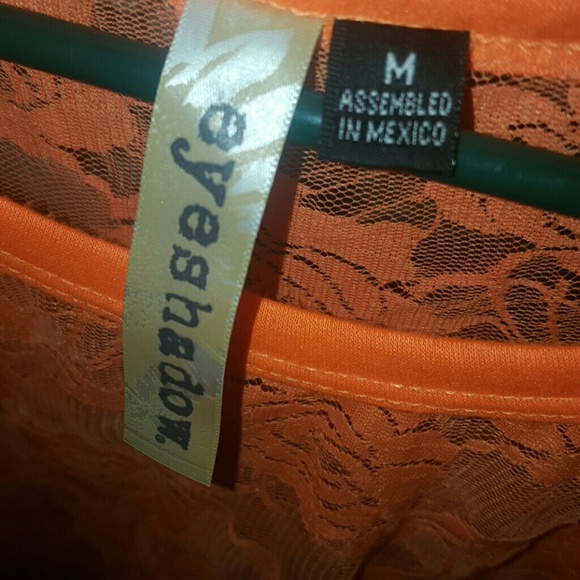 eyeshadow.
M
ASSEMBLED
IN MEXICO